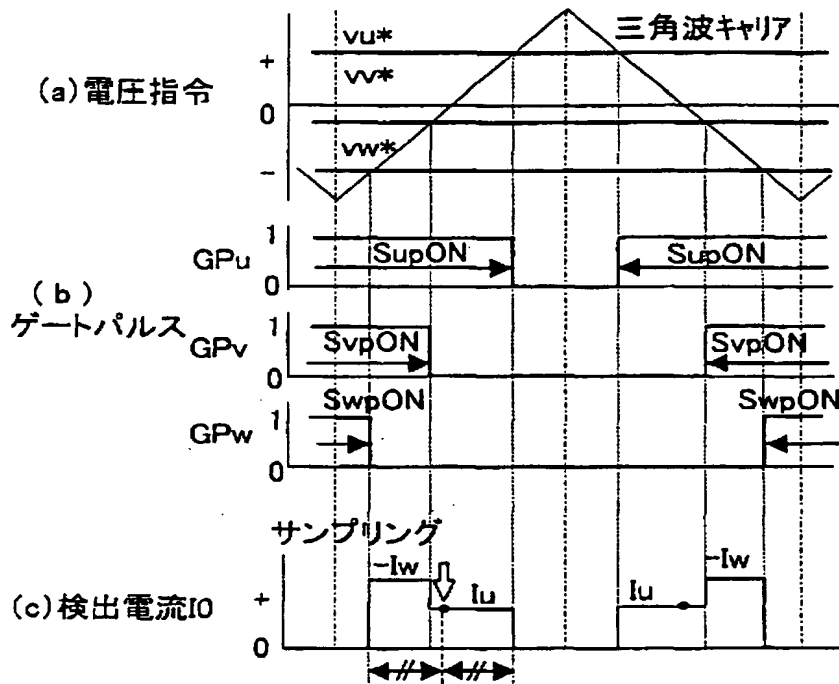 三角波キャリア
vu*
+
vv*
(a)電圧指令
0
vw*
-
1
GPu
SupON
SupON
0
(b)
ゲートパルス
1
GPv
SvpON
SvpON
0
SwpON
SwpON
1
GPw
0
サンプリング
-Iw
-Iw
Iu
Iu
(c)検出電流I0
+
0